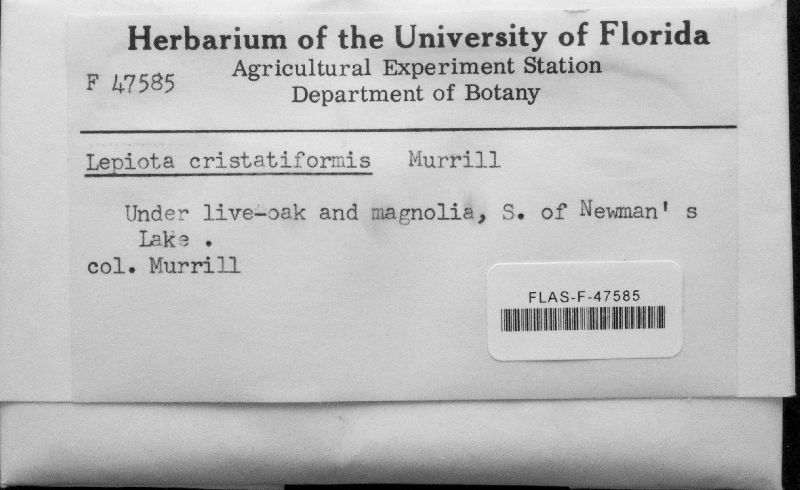 Herbarium of the University of Florida
Agricultural Experiment Station
F 47585
Department of Botany
Lepiota cristatiformis Murrill
Under live-oak and magnolia, S. of Newman's
Lake .
col. Murrill
FLAS-F-47585